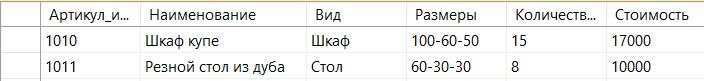 Артикул_и... Наименование Вид Размеры Количеств... Стоимость
1010 Шкаф купе Шкаф 100-60-50 15 17000
1011 Резной стол из дуба Стол 60-30-30 8 10000